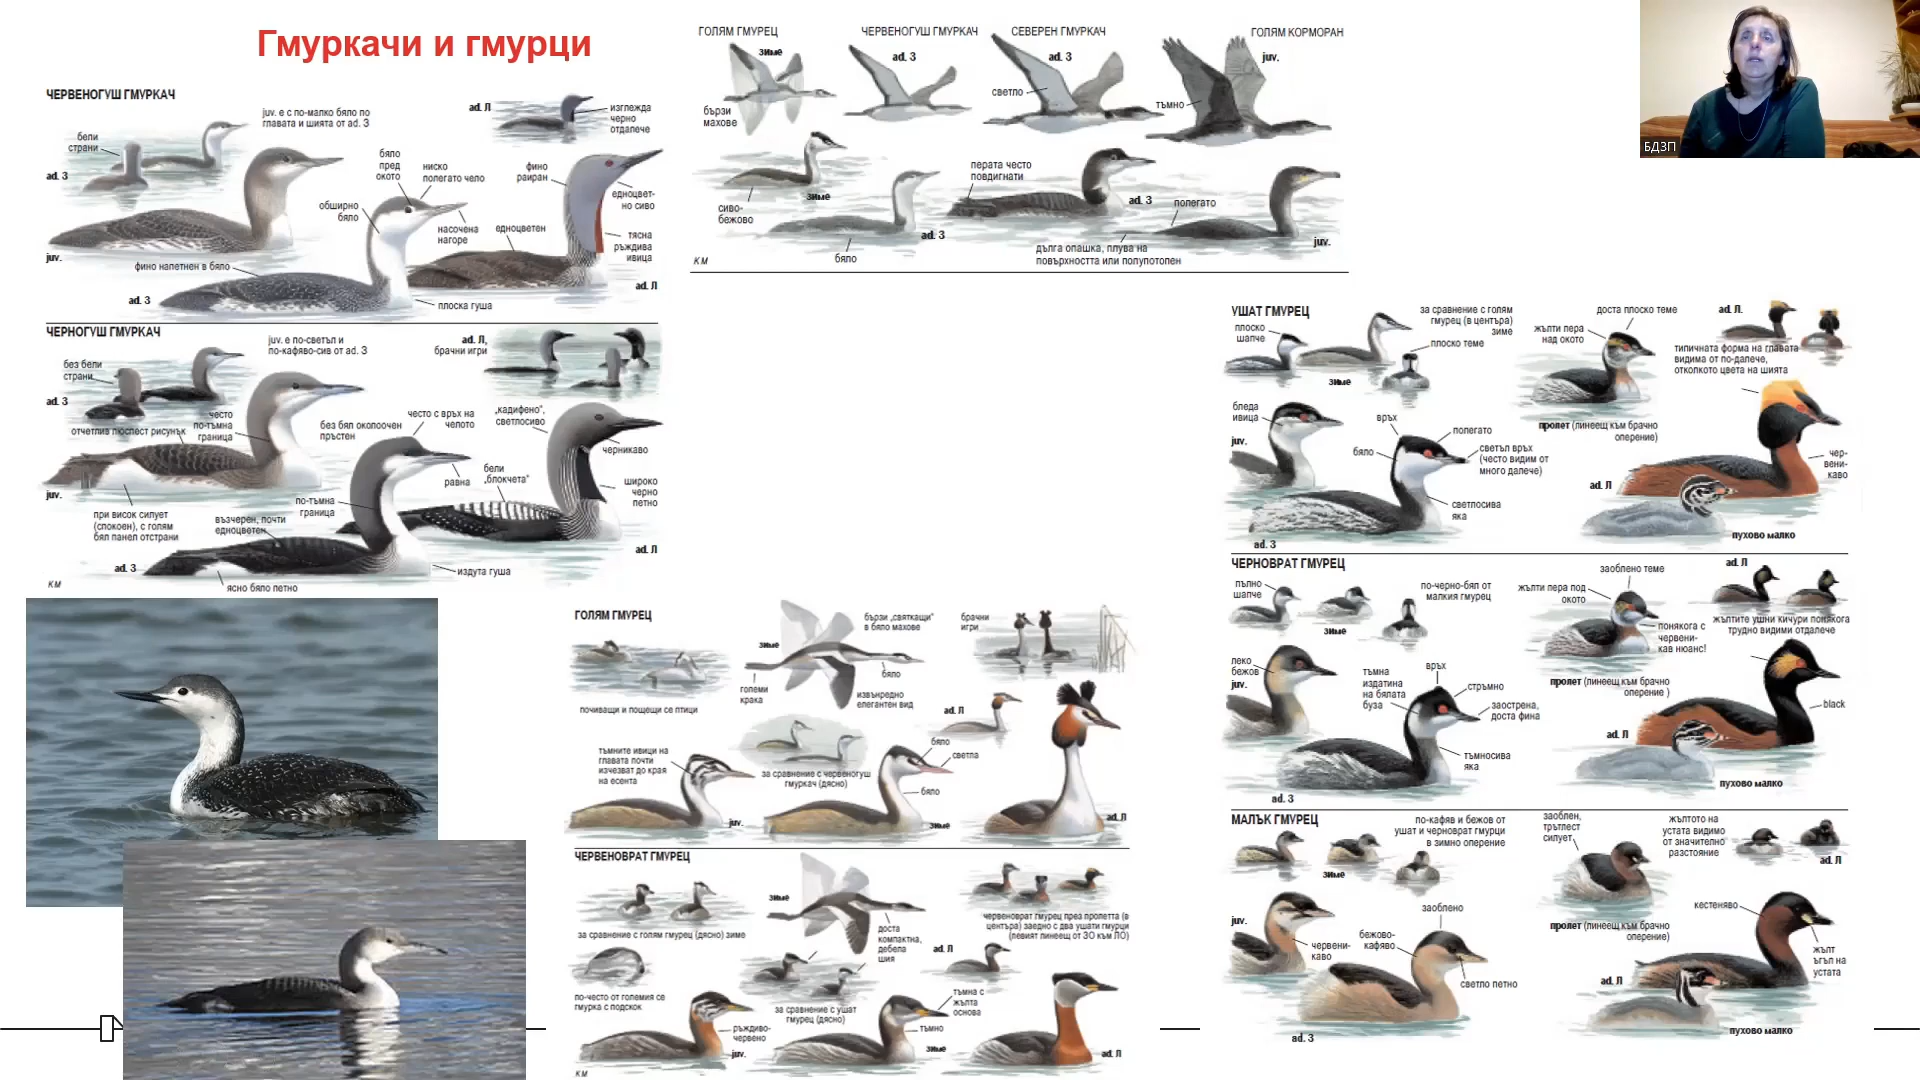 Гмуркачи и гмурци
ЧЕРВЕНОГУШ ГМУРКАЧ
juv. е с по-малко бяло по
главата и шията от ad. З
ad. Л
изглежда
черно
отдалече
бели
страни
ad. З
бяло
пред
окото
ниско
полегато чело
фино
раиран
едноцвет-
но сиво
обширно
бяло
насочена
нагоре
едноцветен
тясна
ръждива
ивица
juv.
фино напетнен в бяло
ad. З
плоска гуша
ad. Л
ЧЕРНОГУШ ГМУРКАЧ
juv. е по-светъл и
по-кафяво-сив от ad. З
ad. Л,
брачни игри
без бели
страни
ad. З
често
по-тъмна
граница
отчетлив люспест рисунък
без бял околоочен
пръстен
често с връх на
челото
„кадифено",
светлосиво
черникаво
бели
„блокчета"
равна
широко
черно
петно
juv.
по-тъмна
граница
при висок силует
(спокоен), с голям
бял панел отстрани
възчерен, почти
едноцветен
ad. Л
ad. З
издута гуша
ясно бяло петно
КМ
ГОЛЯМ ГМУРЕЦ
зиме
бързи
махове
ЧЕРВЕНОГУШ ГМУРКАЧ
ad. З
СЕВЕРЕН ГМУРКАЧ
ad. З
светло
ГОЛЯМ КОРМОРАН
juv.
тъмно
перата често
повдигнати
сиво-
бежово
зиме
ad. З
полегато
ad. З
бяло
дълга опашка, плува на
повърхността или полупотопен
juv.
КМ
БДЗП
ГОЛЯМ ГМУРЕЦ
зиме
бързи „святкащи"
в бяло махове
брачни
игри
бяло
големи
крака
извънредно
елегантен вид
почиващи и пощещи се птици
ad. Л
тъмните ивици на
главата почти
изчезват до края
на есента
за сравнение с червеногуш
гмуркач (дясно)
бяло
светла
бяло
juv.
зиме
ad. Л
ЧЕРВЕНОВРАТ ГМУРЕЦ
зиме
за сравнение с голям гмурец (дясно) зиме
доста
компактна,
дебела
шия
червеноврат гмурец през пролетта (в
центъра) заедно с два ушати гмурци
(левият линеещ от ЗО към ЛО)
ad. Л
по-често от големия се
гмурка с подскок
за сравнение с ушат
гмурец (дясно)
тъмна с
жълта
основа
ръждиво-
червено
juv.
тъмно
зиме
ad. Л
КМ
УШАТ ГМУРЕЦ
плоско
шапче
за сравнение с голям
гмурец (в центъра)
зиме
плоско теме
зиме
доста плоско теме
жълти пера
над окото
ad. Л.
типичната форма на главата
видима от по-далече,
отколкото цвета на шията
бледа
ивица
juv.
връх
полегато
бяло
светъл връх
(често видим от
много далече)
светлосива
яка
ad. З
пролет (линеещ към брачно
оперение)
чер-
вени-
каво
ad. Л
пухово малко
ЧЕРНОВРАТ ГМУРЕЦ
пълно
шапче
по-черно-бял от
малкия гмурец
зиме
заоблено теме
жълти пера под
окото
понякога с
червени-
кав нюанс!
ad. Л
жълтите ушни кичури понякога
трудно видими отдалече
леко
бежов
juv.
тъмна
издатина
на бялата
буза
връх
стръмно
заострена,
доста фина
тъмносива
яка
ad. З
пролет (линеещ към брачно
оперение )
black
ad. Л
пухово малко
МАЛЪК ГМУРЕЦ
по-кафяв и бежов от
ушат и черноврат гмурци
в зимно оперение
зиме
заоблен,
тръглест
силует
жълтото на
устата видимо
от значително
разстояние
ad. Л
juv.
червени-
каво
заоблено
бежово-
кафяво
светло петно
ad. З
кестеняво
пролет (линеещ към брачно
оперение)
жълт
ъгъл на
устата
ad. Л
пухово малко